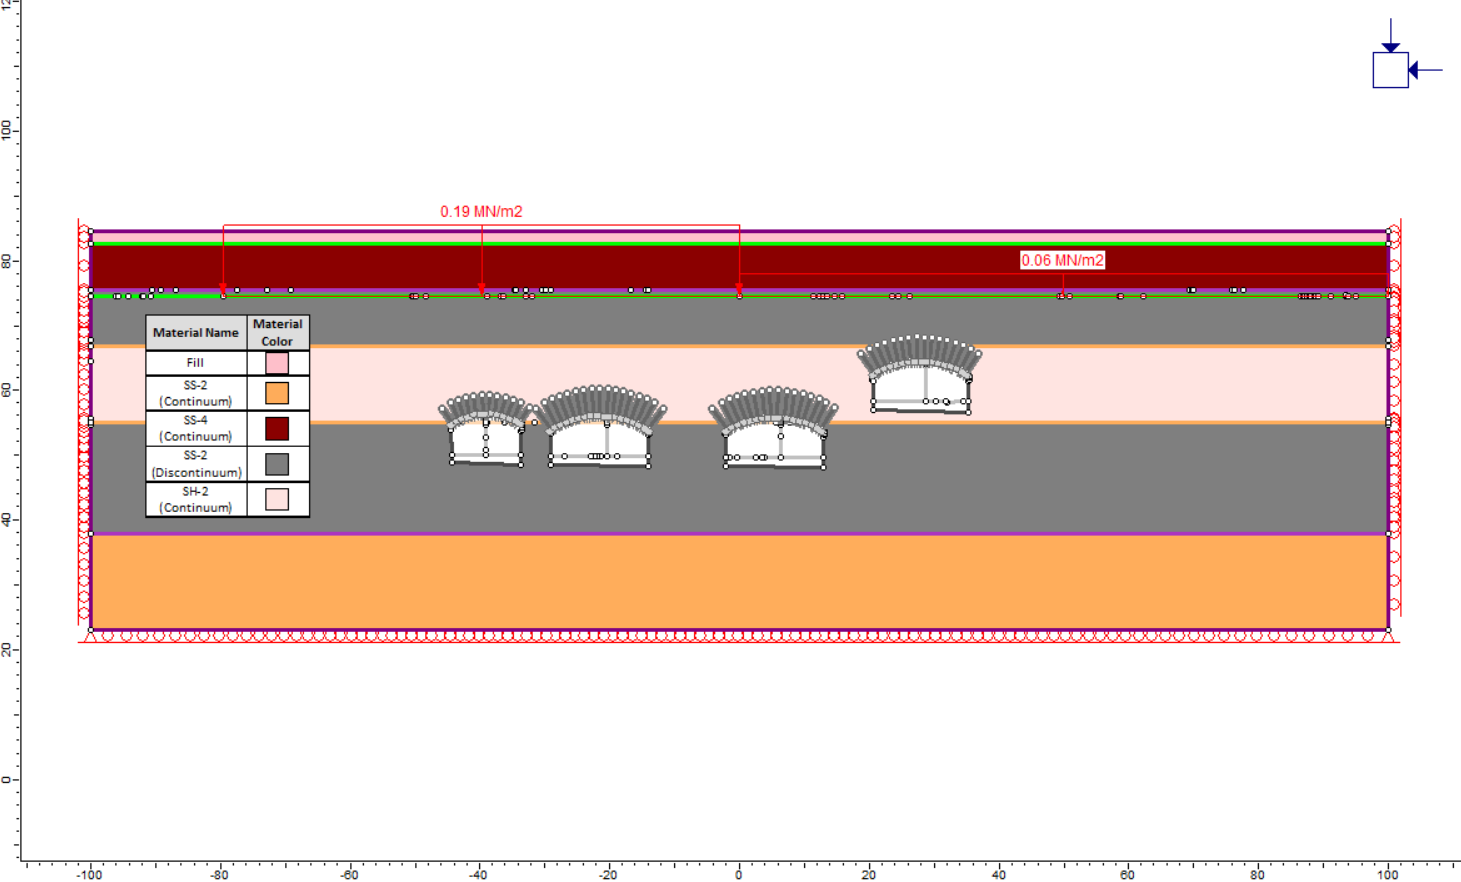 120
100
80
60
40
20
0
0.19 MN/m2
0.06 MN/m2
Material Name
Material
Color
Fill
SS-2
(Continuum)
SS-4
(Continuum)
SS-2
(Discontinuum)
SH-2
(Continuum)
-100
-80
-60
-40
-20
0
20
40
60
80
100